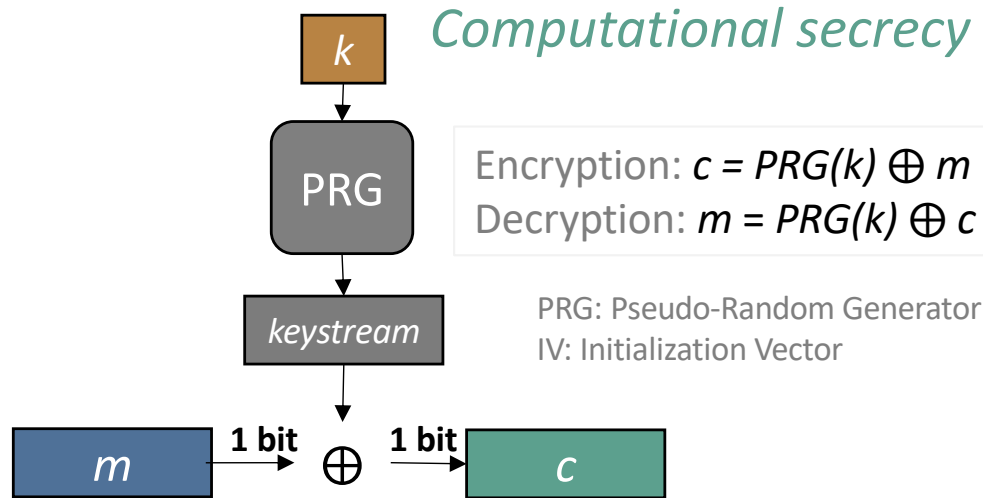 Computational secrecy
k
PRG
Encryption: c = PRG(k) ⊕ m
Decryption: m = PRG(k) ⊕ c
keystream
PRG: Pseudo-Random Generator
IV: Initialization Vector
m
1 bit
⊕
1 bit
c